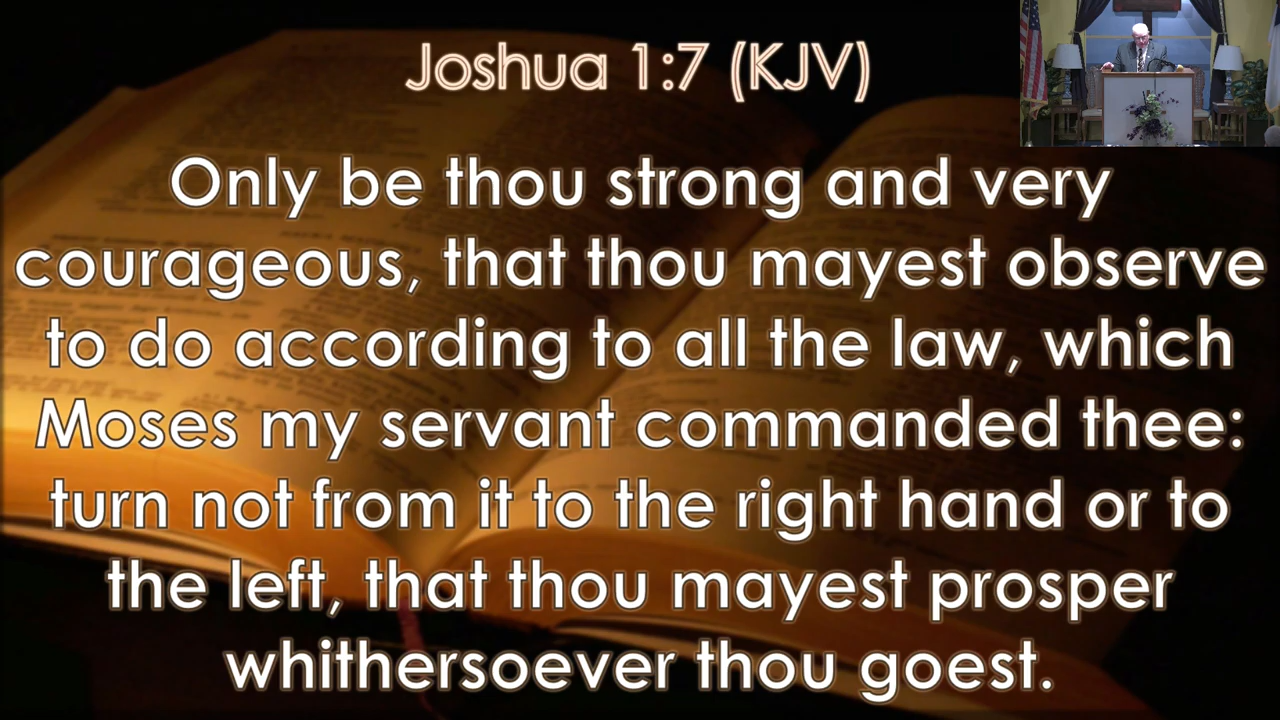 Joshua 1:7 (KJV)
Only be thou strong and very
courageous, that thou mayest observe
to do according to all the law, which
Moses my servant commanded thee:
turn not from it to the right hand or to
the left, that thou mayest prosper
whithersoever thou goest.